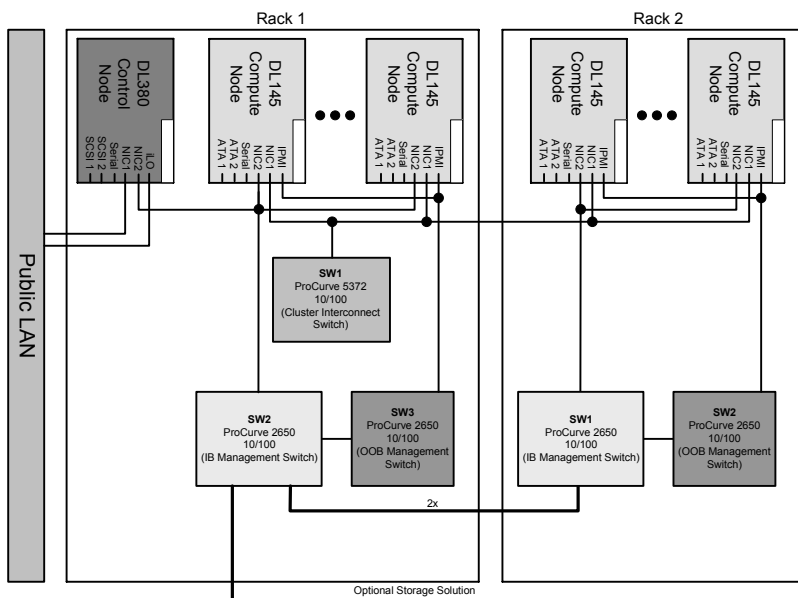 Rack 1
Rack 2
Public LAN
DL380
Control
Node
SCSI 1
SCSI 2
Serial
NIC1
NIC2
iLO
DL145
Compute
Node
ATA 1
ATA 2
Serial
NIC2
NIC1
IPMI
DL145
Compute
Node
ATA 1
ATA 2
Serial
NIC2
NIC1
IPMI
DL145
Compute
Node
ATA 1
ATA 2
Serial
NIC2
NIC1
IPMI
DL145
Compute
Node
ATA 1
ATA 2
Serial
NIC2
NIC1
IPMI
SW1
ProCurve 5372
10/100
(Cluster Interconnect
Switch)
SW2
ProCurve 2650
10/100
(IB Management Switch)
SW3
ProCurve 2650
10/100
(OOB Management
Switch)
SW1
ProCurve 2650
10/100
(IB Management Switch)
SW2
ProCurve 2650
10/100
(OOB Management
Switch)
2x
Optional Storage Solution